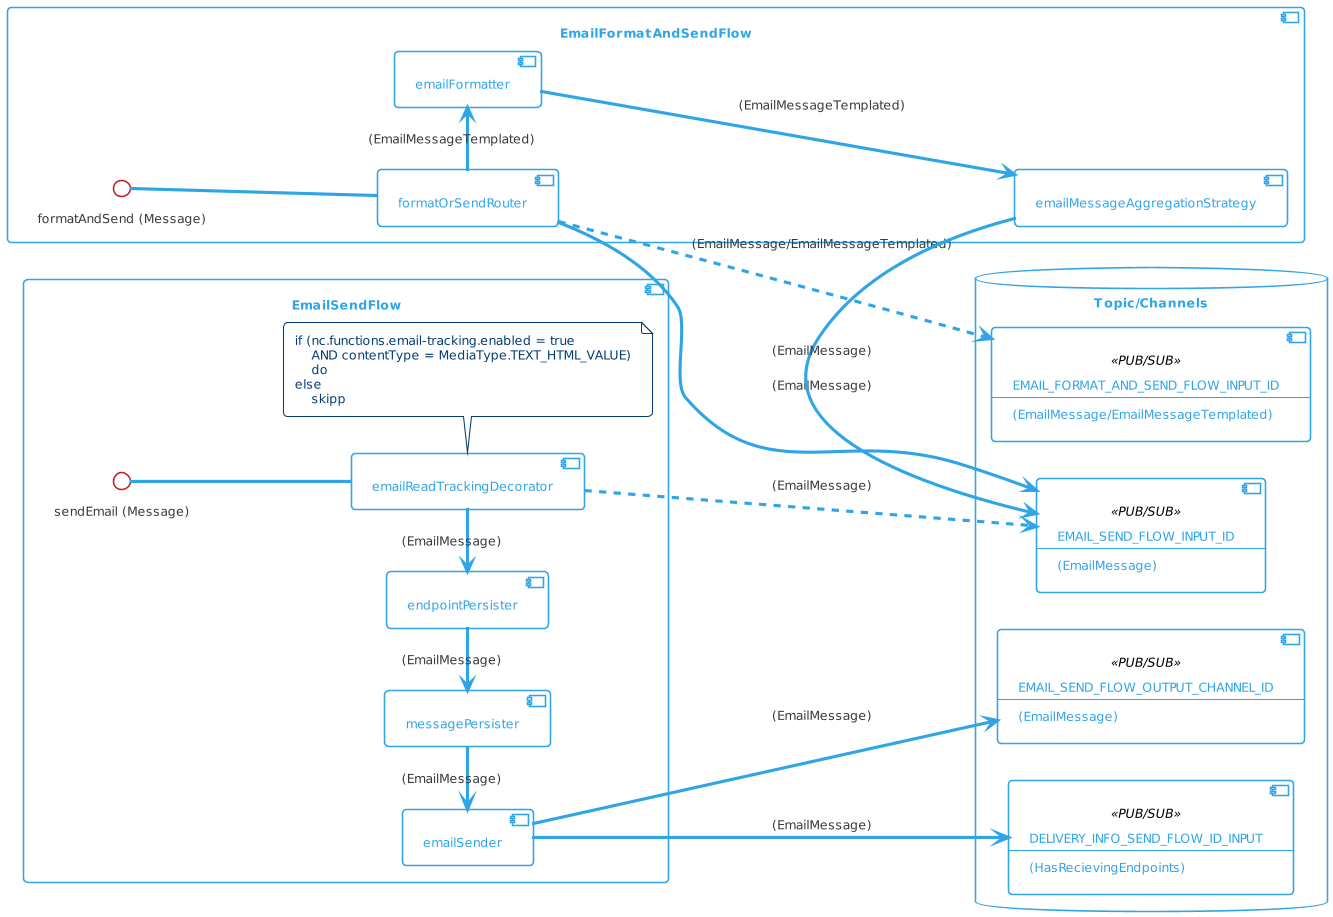 EmailFormatAndSendFlow
emailFormatter
(EmailMessageTemplated)
(EmailMessageTemplated)
formatOrSendRouter
emailMessageAggregationStrategy
formatAndSend (Message)
(EmailMessage/EmailMessageTemplated)
EmailSendFlow
if (nc.functions.email-tracking.enabled = true
AND contentType = MediaType.TEXT_HTML_VALUE)
do
else
skipp
(EmailMessage)
(EmailMessage)
emailReadTrackingDecorator
(EmailMessage)
sendEmail (Message)
(EmailMessage)
endpointPersister
(EmailMessage)
messagePersister
(EmailMessage)
(EmailMessage)
emailSender
(EmailMessage)
Topic/Channels
«PUB/SUB»
EMAIL_FORMAT_AND_SEND_FLOW_INPUT_ID
(EmailMessage/EmailMessageTemplated)
«PUB/SUB»
EMAIL_SEND_FLOW_INPUT_ID
(EmailMessage)
«PUB/SUB»
EMAIL_SEND_FLOW_OUTPUT_CHANNEL_ID
(EmailMessage)
«PUB/SUB»
DELIVERY_INFO_SEND_FLOW_ID_INPUT
(HasRecievingEndpoints)